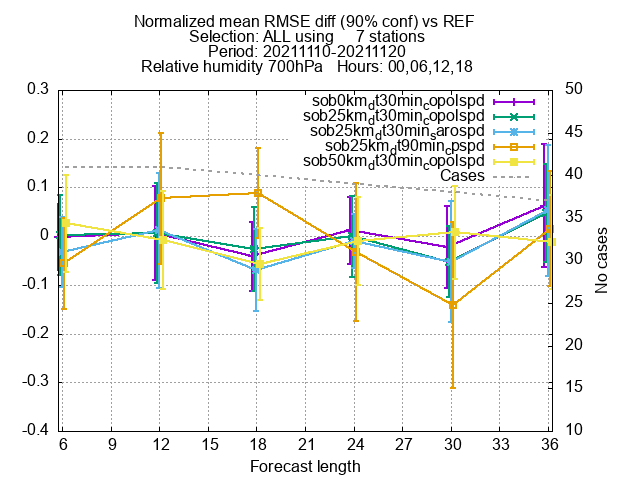 Normalized mean RMSE diff (90% conf) vs REF
Selection: ALL using 7 stations
Period: 20211110-20211120
Relative humidity 700hPa Hours: 00,06,12,18
sob0km_dt30min_copolspd
sob25km_dt30min_copolspd
sob25km_dt30min_sarospd
sob25km_dt90min_cpspd
sob50km_dt30min_copolspd
Cases
0.3
0.2
0.1
0
-0.1
-0.2
-0.3
-0.4
50
45
40
35
30
25
20
15
10
No cases
6 9 12 15 18 21 24 27 30 33 36
Forecast length